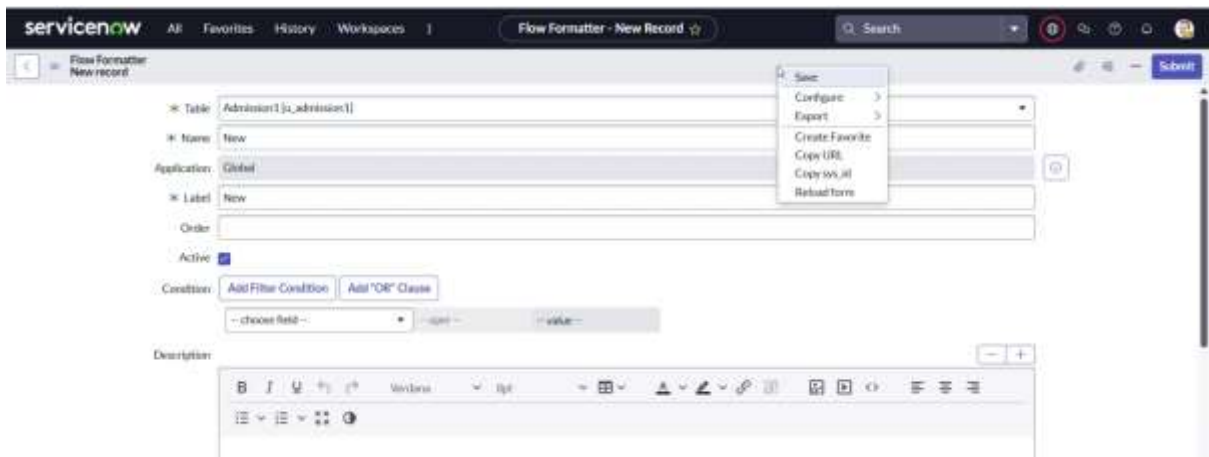 servicenow All Favorites History Workspaces Flow Formatter - New Record Search
Flow Formatter
New record
Submit
Save
Configure
Export
Create Favorite
Copy URL
Copy sys_id
Reload form
* Table Admission1 [u_admission1]
* Name New
Application Global
* Label New
Order
Active
Condition Add Filter Condition Add "OR" Clause
-- choose field -- -- oper -- -- value --
Description
B I U Verdana 8pt A